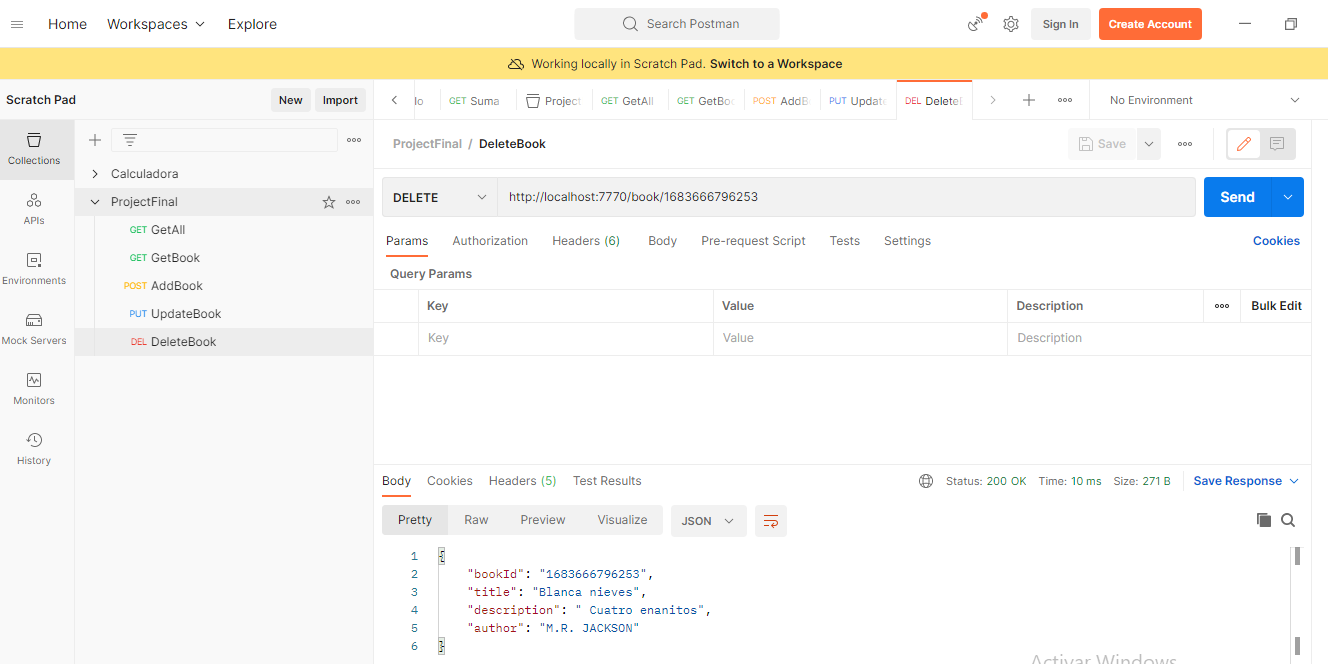 Home Workspaces Explore Search Postman Sign In Create Account
Working locally in Scratch Pad. Switch to a Workspace
Scratch Pad New Import
lo GET Suma Project GET GetAll GET GetBoo POST AddB PUT Update DEL DeleteB No Environment
Collections
APIs
Environments
Mock Servers
Monitors
History
Calculadora
ProjectFinal
GET GetAll
GET GetBook
POST AddBook
PUT UpdateBook
DEL DeleteBook
ProjectFinal / DeleteBook Save
DELETE http://localhost:7770/book/1683666796253 Send
Params Authorization Headers (6) Body Pre-request Script Tests Settings Cookies
Query Params
Key Value Description Bulk Edit
Key Value Description
Body Cookies Headers (5) Test Results Status: 200 OK Time: 10 ms Size: 271 B Save Response
Pretty Raw Preview Visualize JSON
1 {
2 "bookId": "1683666796253",
3 "title": "Blanca nieves",
4 "description": " Cuatro enanitos",
5 "author": "M.R. JACKSON"
6 }
Activar Windows